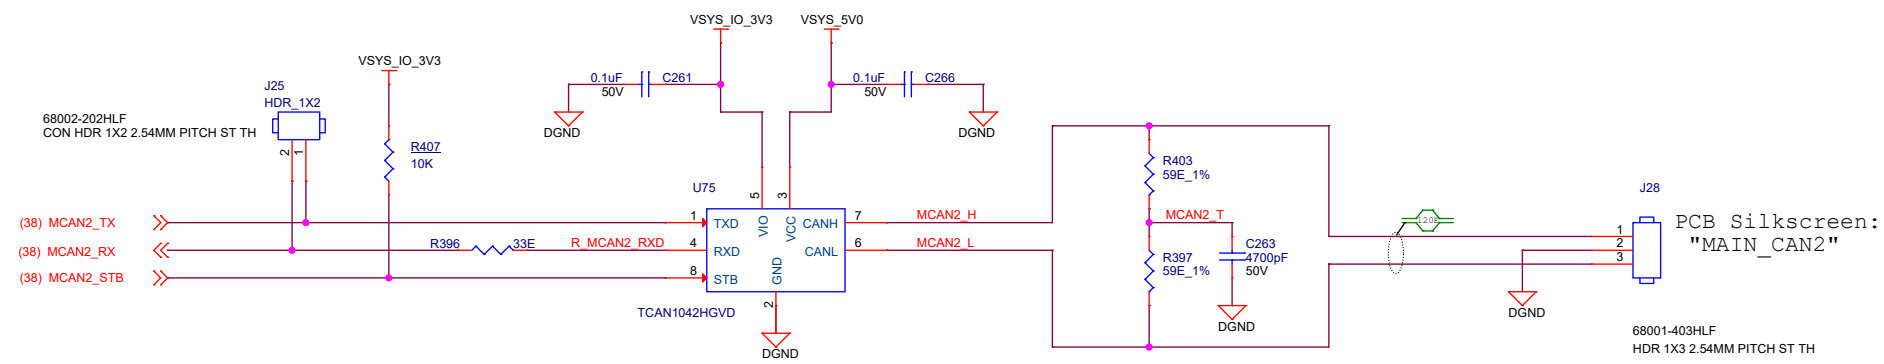 VSYS_IO_3V3
VSYS_5V0
VSYS_IO_3V3
J25
HDR_1X2
68002-202HLF
CON HDR 1X2 2.54MM PITCH ST TH
2
1
R407
10K
0.1uF
C261
50V
DGND
0.1uF
C266
50V
DGND
U75
5
3
(38) MCAN2_TX
(38) MCAN2_RX
(38) MCAN2_STB
R396
33E
R_MCAN2_RXD
1
4
8
TXD
RXD
STB
VIO
VCC
GND
CANH
CANL
7
6
2
TCAN1042HGVD
DGND
MCAN2_H
MCAN2_L
R403
59E_1%
MCAN2_T
R397
59E_1%
C263
4700pF
50V
DGND
120E
J28
1
2
3
DGND
PCB Silkscreen:
"MAIN_CAN2"
68001-403HLF
HDR 1X3 2.54MM PITCH ST TH